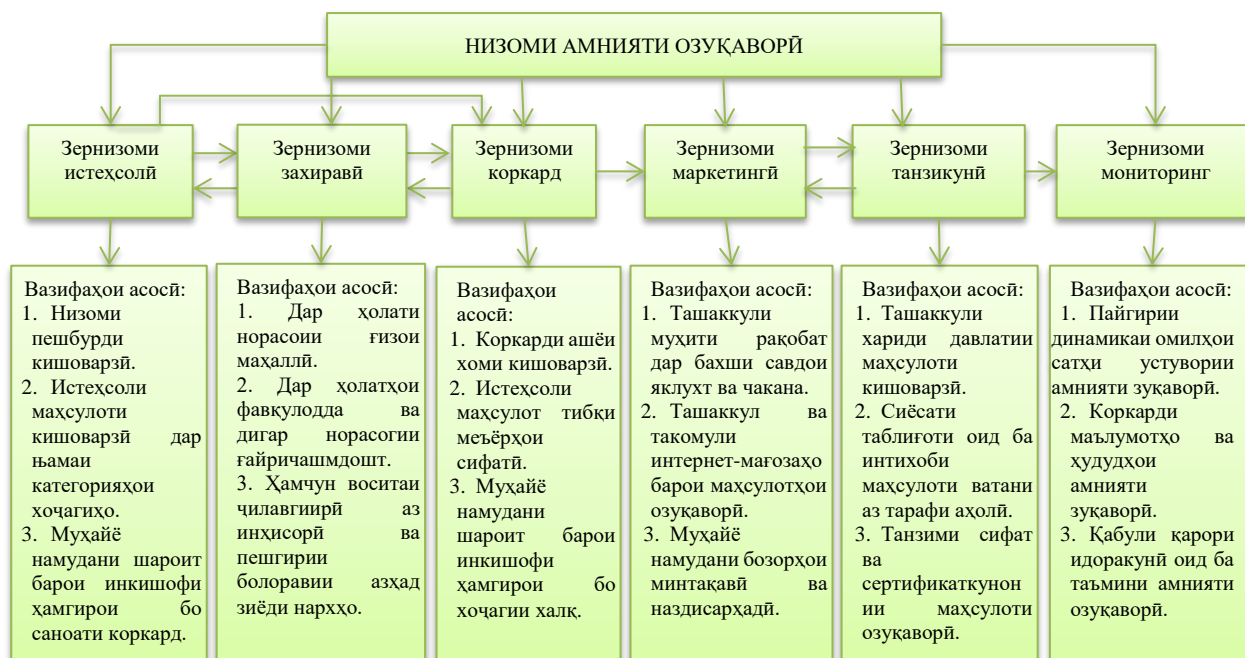 НИЗОМИ АМНИЯТИ ОЗУҚАВОРӢ
Зернизоми
истеҳсолӣ
Зернизоми
захиравӣ
Зернизоми
коркард
Зернизоми
маркетингӣ
Зернизоми
танзикунӣ
Зернизоми
мониторинг
Вазифаҳои асосӣ:
1. Низоми
пешбурди
кишоварзӣ.
2. Истеҳсоли
маҳсулоти
кишоварзӣ дар
њамаи
категорияҳои
хоҷагиҳо.
3. Муҳайё
намудани шароит
барои инкишофи
ҳамгирои бо
саноати коркард.
Вазифаҳои асосӣ:
1. Дар ҳолати
норасоии ғизои
маҳаллӣ.
2. Дар ҳолатҳои
фавқулодда ва
дигар норасогии
ғайричашмдошт.
3. Ҳамчун воситаи
ҷилавгиирӣ аз
инҳисорӣ ва
пешгирии
болоравии азҳад
зиёди нархҳо.
Вазифаҳои
асосӣ:
1. Коркарди ашёи
хоми кишоварзӣ.
2. Истеҳсоли
маҳсулот тибқи
меъёрҳои
сифатӣ.
3. Муҳайё
намудани
шароит барои
инкишофи
ҳамгирои бо
хоҷагии халқ.
Вазифаҳои асосӣ:
1. Ташаккули
муҳити рақобат
дар бахши савдои
яклухт ва чакана.
2. Ташаккул ва
такомули
интернет-мағозаҳо
барои маҳсулотҳои
озуқаворӣ.
3. Муҳайё
намудани бозорҳои
минтақавӣ ва
наздисарҳадӣ.
Вазифаҳои асосӣ:
1. Ташаккули
хариди давлатии
маҳсулоти
кишоварзӣ.
2. Сиёсати
таблиғоти оид ба
интихоби
маҳсулоти ватани
аз тарафи аҳолӣ.
3. Танзими сифат
ва
сертификаткунон
ии маҳсулоти
озуқаворӣ.
Вазифаҳои асосӣ:
1. Пайгирии
динамикаи омилҳои
сатҳи устувории
амнияти зуқаворӣ.
2. Коркарди
маълумотҳо ва
ҳудудҳои
амнияти
зуқаворӣ.
3. Қабули қарори
идоракунӣ оид ба
таъмини амнияти
озуқаворӣ.